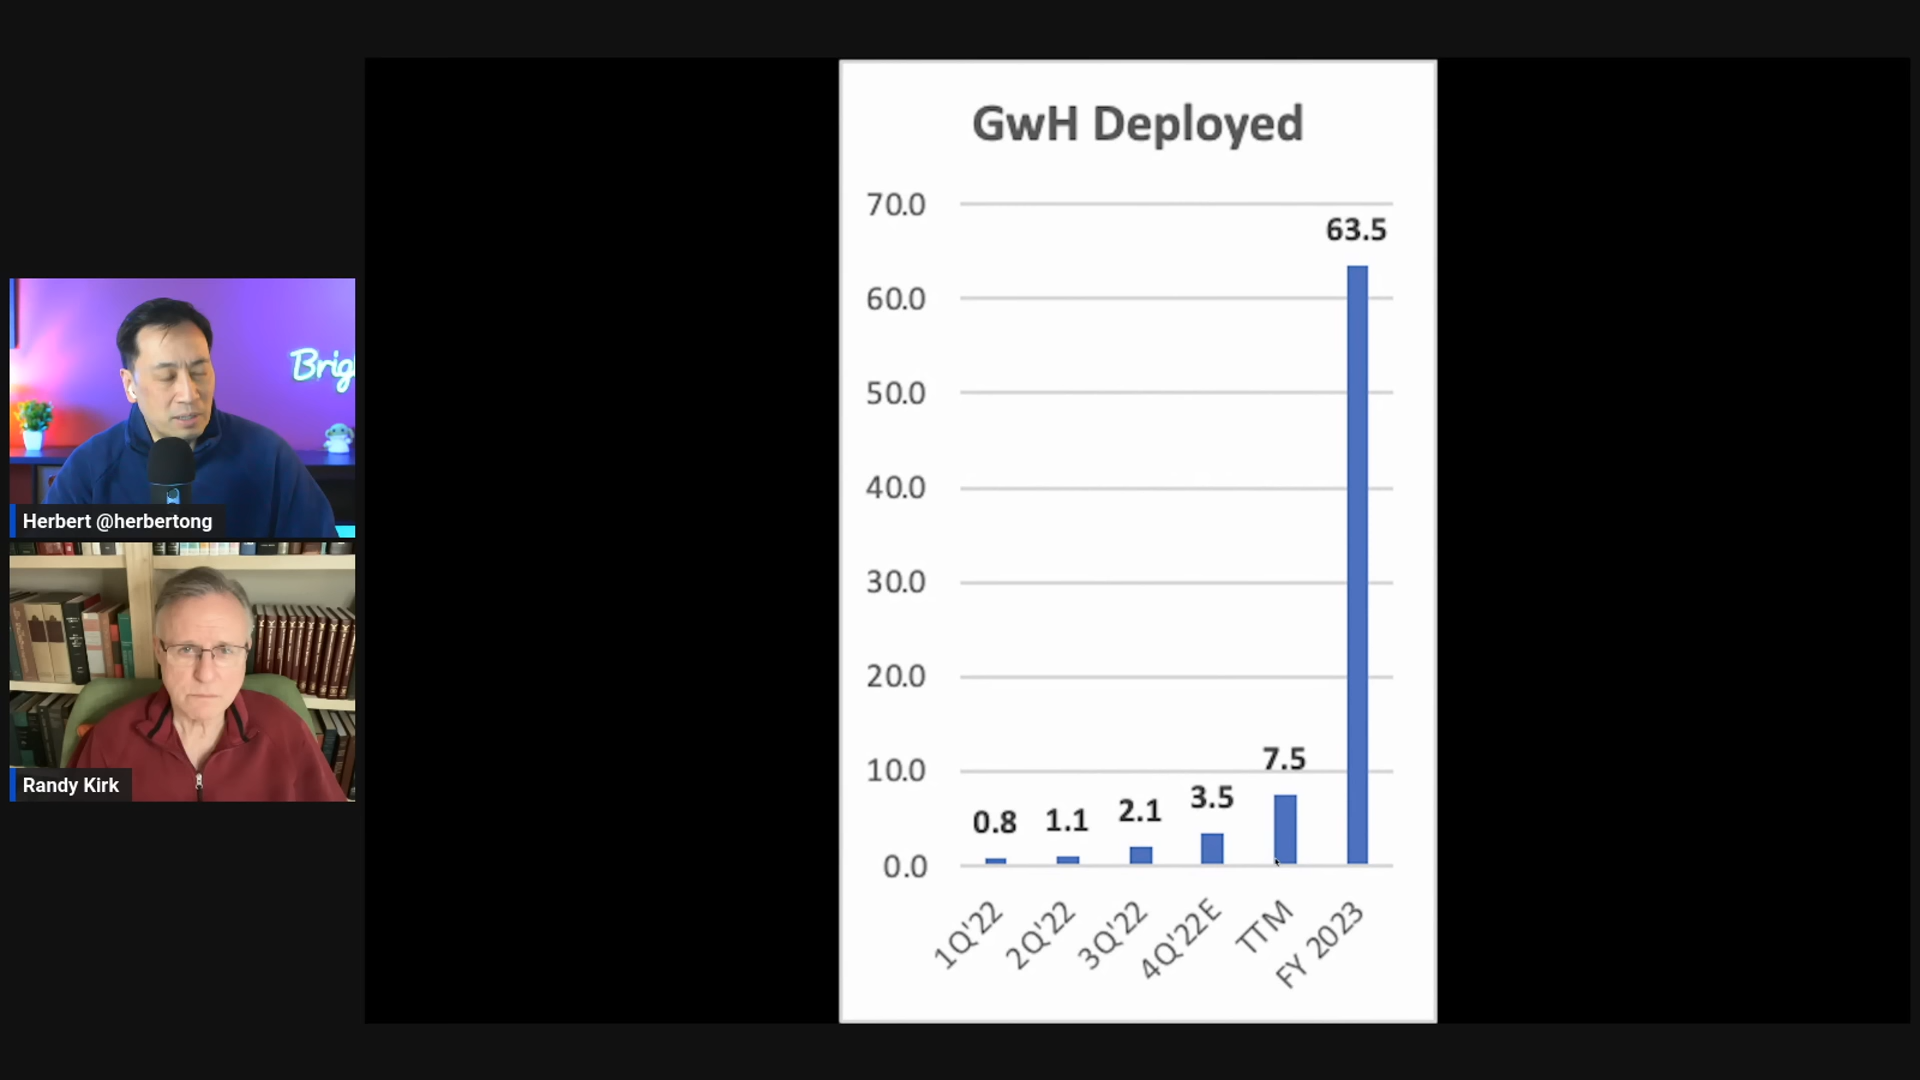 GwH Deployed
70.0
63.5
60.0
50.0
40.0
30.0
20.0
10.0
7.5
3.5
2.1
1.1
0.8
0.0
1Q'22
2Q'22
3Q'22
4Q'22E
TTM
FY 2023
Brig
Herbert @herbertong
Randy Kirk